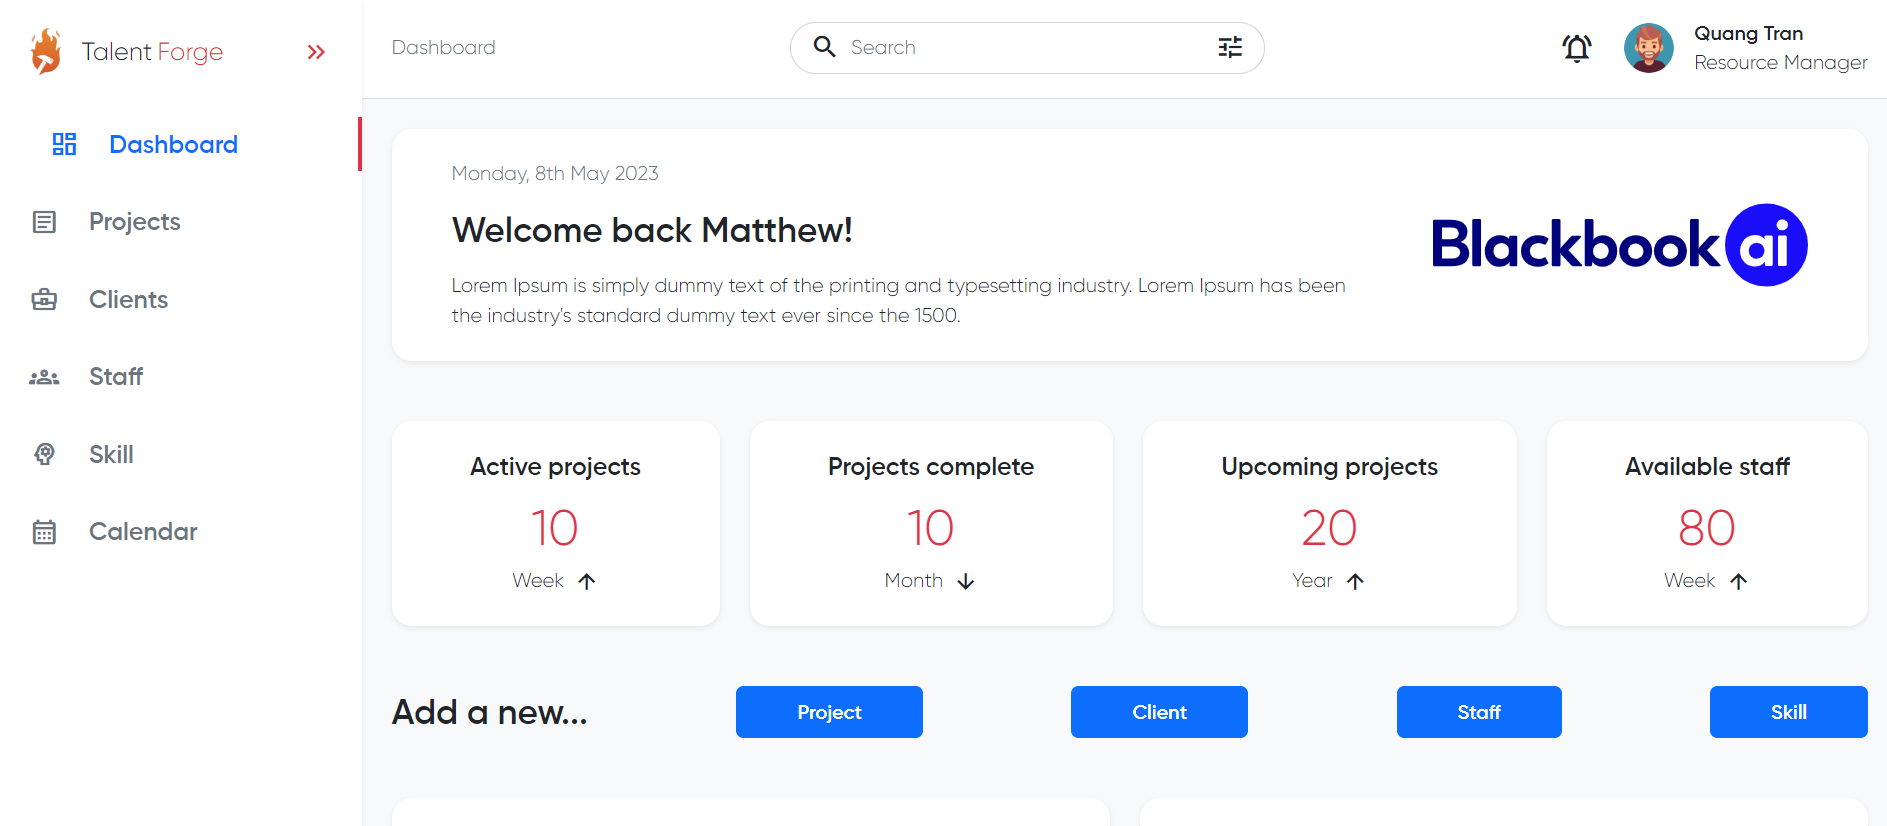 Talent Forge
Dashboard
Search
Quang Tran
Resource Manager
Dashboard
Projects
Clients
Staff
Skill
Calendar
Monday, 8th May 2023
Welcome back Matthew!
Lorem Ipsum is simply dummy text of the printing and typesetting industry. Lorem Ipsum has been
the industry's standard dummy text ever since the 1500.
Blackbook ai
Active projects
10
Week
Projects complete
10
Month
Upcoming projects
20
Year
Available staff
80
Week
Add a new...
Project
Client
Staff
Skill